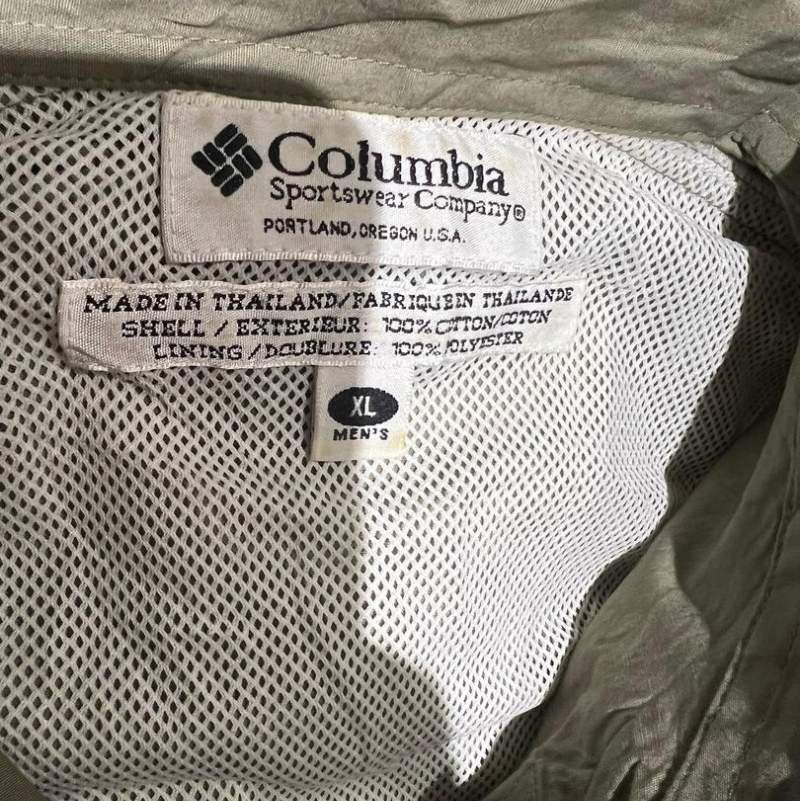 Columbia
Sportswear Company®
PORTLAND, OREGON U.S.A.
MADE IN THAILAND/FABRIQUE EN THAILANDE
SHELL / EXTERIEUR: 100% COTTON/COTON
LINING / DOUBLURE: 100% POLYESTER
XL
MEN'S